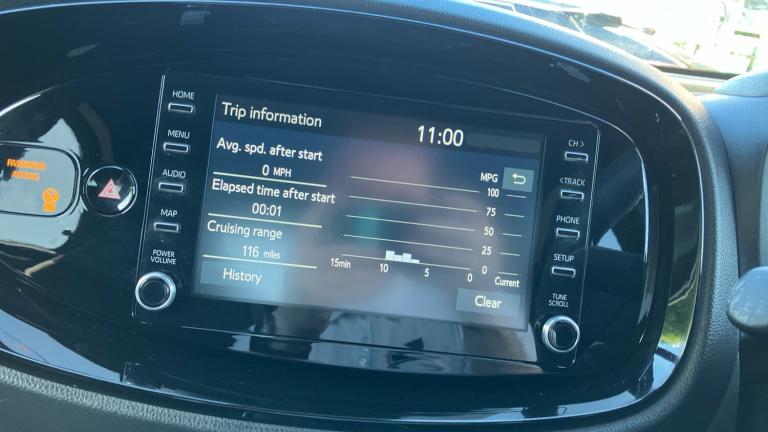 HOME
MENU
AUDIO
MAP
POWER
VOLUME
PASSENGER
AIRBAG
Trip information
11:00
Avg. spd. after start
0 MPH
Elapsed time after start
00:01
Cruising range
116 miles
History
MPG
100
75
50
25
0
15min
10
5
0
Current
Clear
CH >
< TRACK
PHONE
SETUP
TUNE
SCROLL